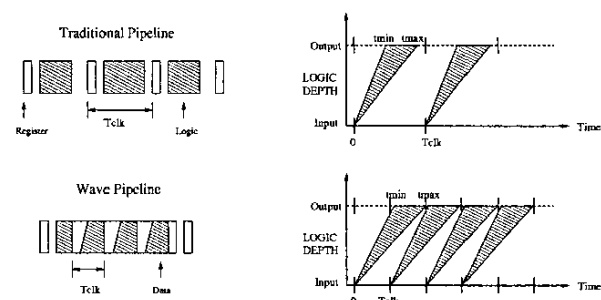 Traditional Pipeline
Tclk
Register
Logic
tmin tmax
Output
LOGIC
DEPTH
Input
0
Tclk
Time
Wave Pipeline
Tclk
Data
tmin tmax
Output
LOGIC
DEPTH
Input
0
Tclk
Time